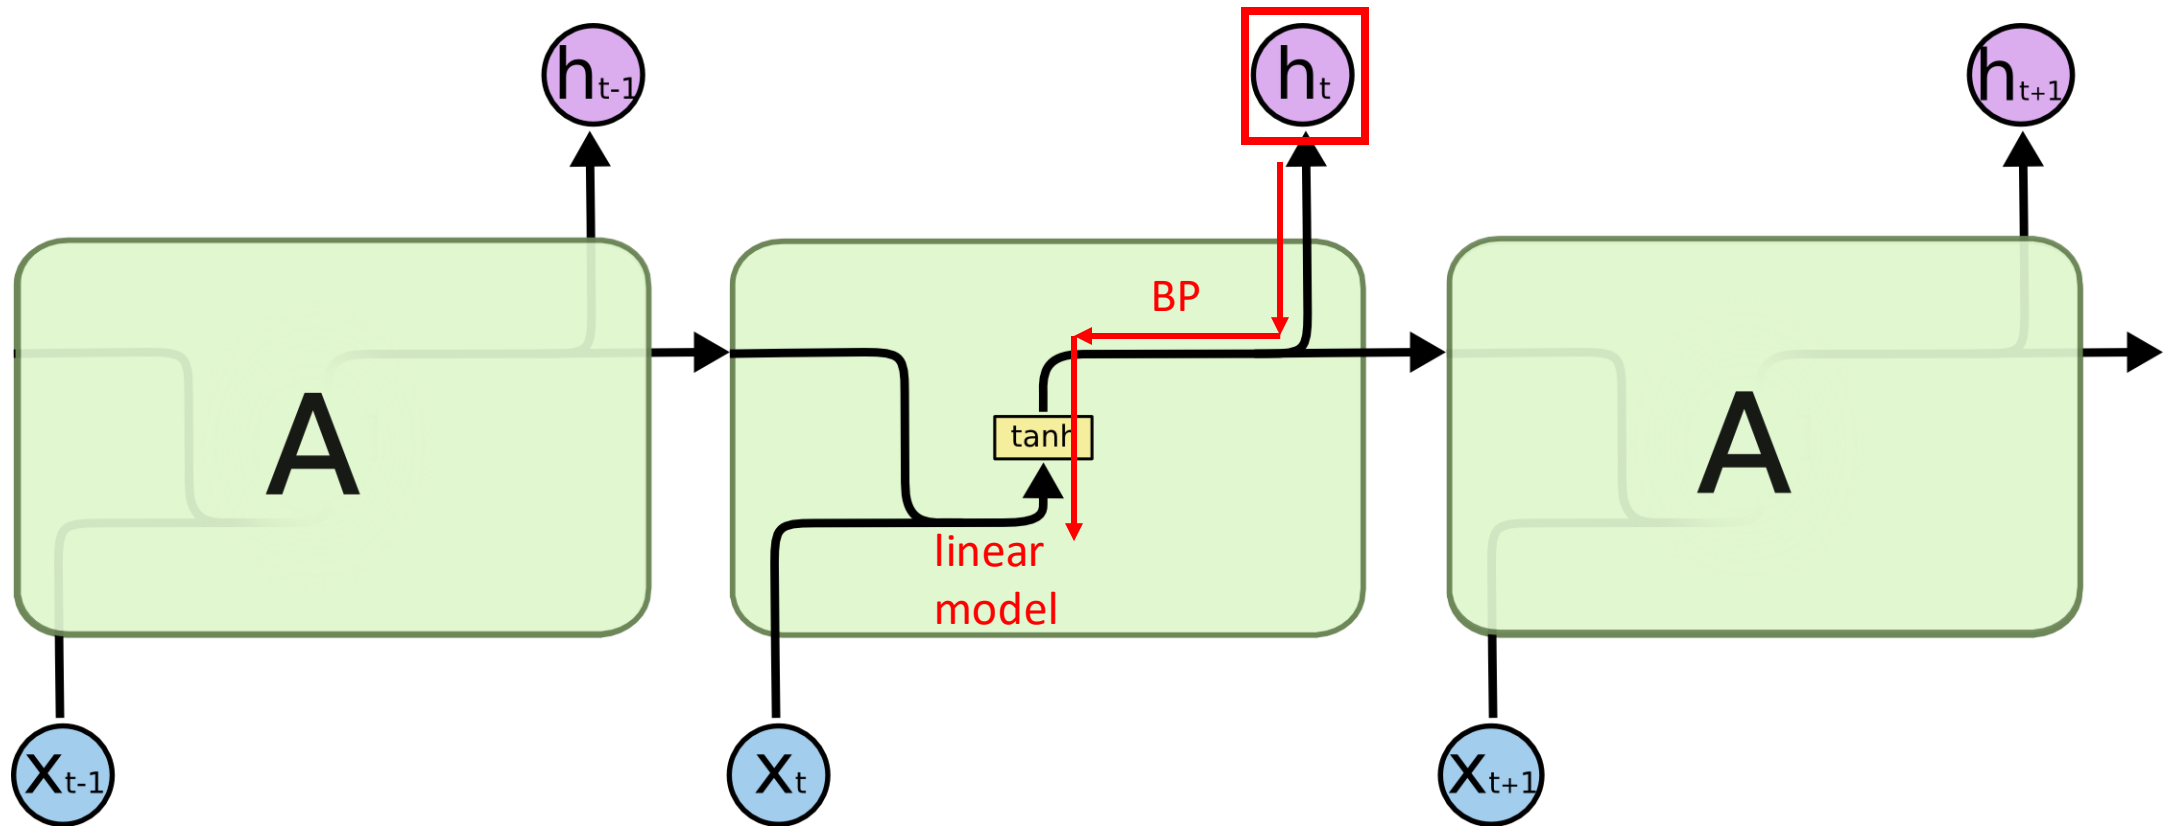 ht-1
ht
ht+1
BP
A
tanh
A
linear
model
xt-1
xt
xt+1